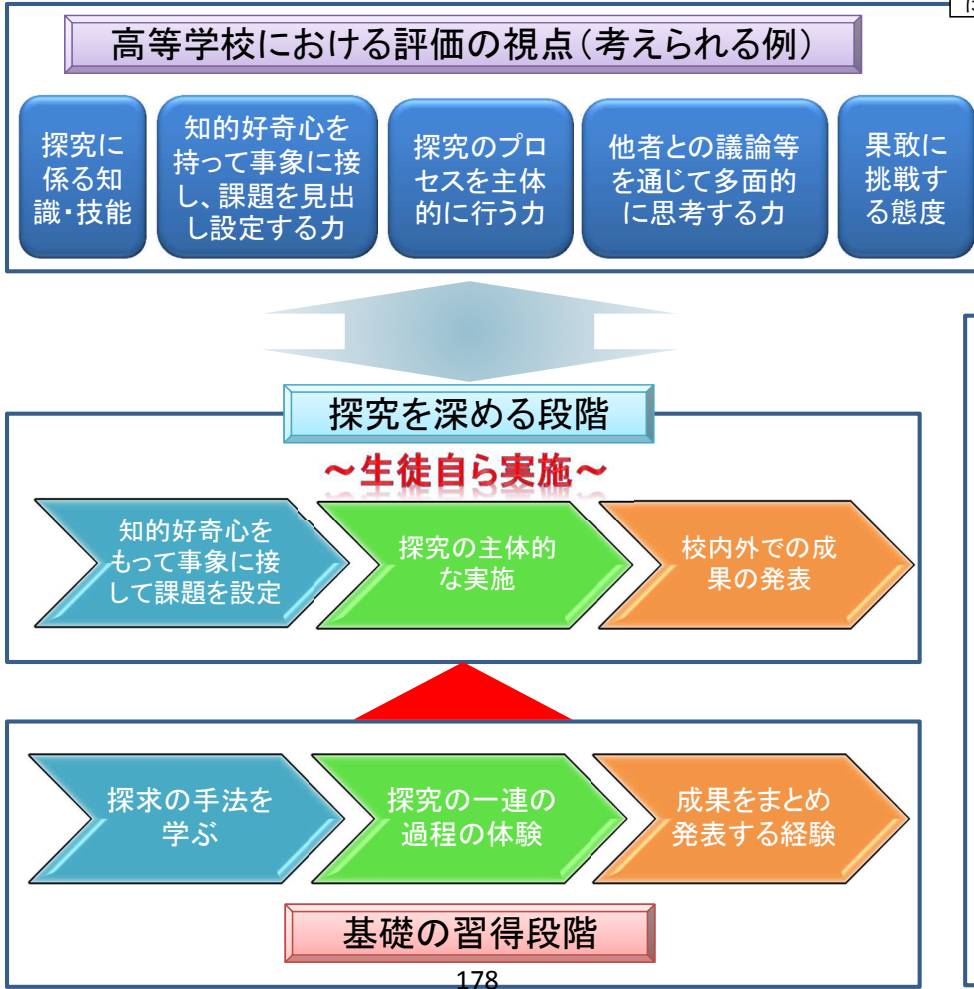 高等学校における評価の視点(考えられる例)
探究に
係る知
識・技能
知的好奇心を
持って事象に接
し、課題を見出
し設定する力
探究のプロ
セスを主体
的に行う力
他者との議論等
を通じて多面的
に思考する力
果敢に
挑戦す
る態度
探究を深める段階
~生徒自ら実施~
知的好奇心を
もって事象に接
して課題を設定
探究の主体的
な実施
校内外での成
果の発表
探求の手法を
学ぶ
探究の一連の
過程の体験
成果をまとめ
発表する経験
基礎の習得段階
178